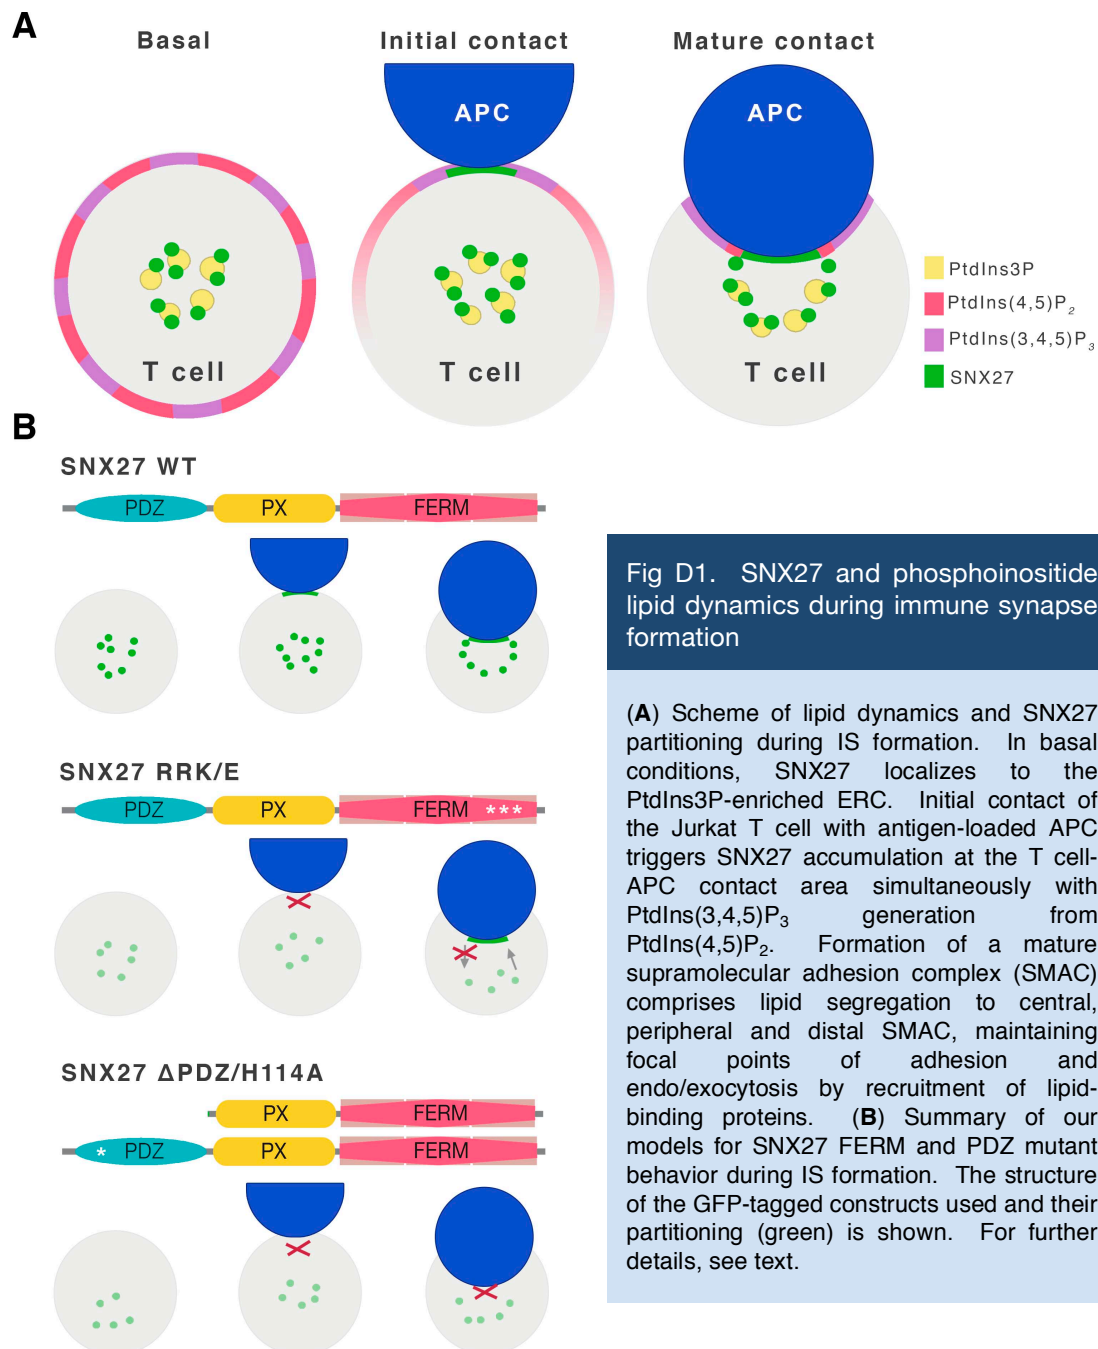 A
Basal
Initial contact
Mature contact
APC
APC
T cell
T cell
T cell
PtdIns3P
PtdIns(4,5)P2
PtdIns(3,4,5)P3
SNX27
B
SNX27 WT
PDZ
PX
FERM
SNX27 RRK/E
PDZ
PX
FERM ***
SNX27 ΔPDZ/H114A
PX
FERM
* PDZ
PX
FERM
Fig D1. SNX27 and phosphoinositide
lipid dynamics during immune synapse
formation
(A) Scheme of lipid dynamics and SNX27
partitioning during IS formation. In basal
conditions, SNX27 localizes to the
PtdIns3P-enriched ERC. Initial contact of
the Jurkat T cell with antigen-loaded APC
triggers SNX27 accumulation at the T cell-
APC contact area simultaneously with
PtdIns(3,4,5)P3 generation from
PtdIns(4,5)P2. Formation of a mature
supramolecular adhesion complex (SMAC)
comprises lipid segregation to central,
peripheral and distal SMAC, maintaining
focal points of adhesion and
endo/exocytosis by recruitment of lipid-
binding proteins. (B) Summary of our
models for SNX27 FERM and PDZ mutant
behavior during IS formation. The structure
of the GFP-tagged constructs used and their
partitioning (green) is shown. For further
details, see text.